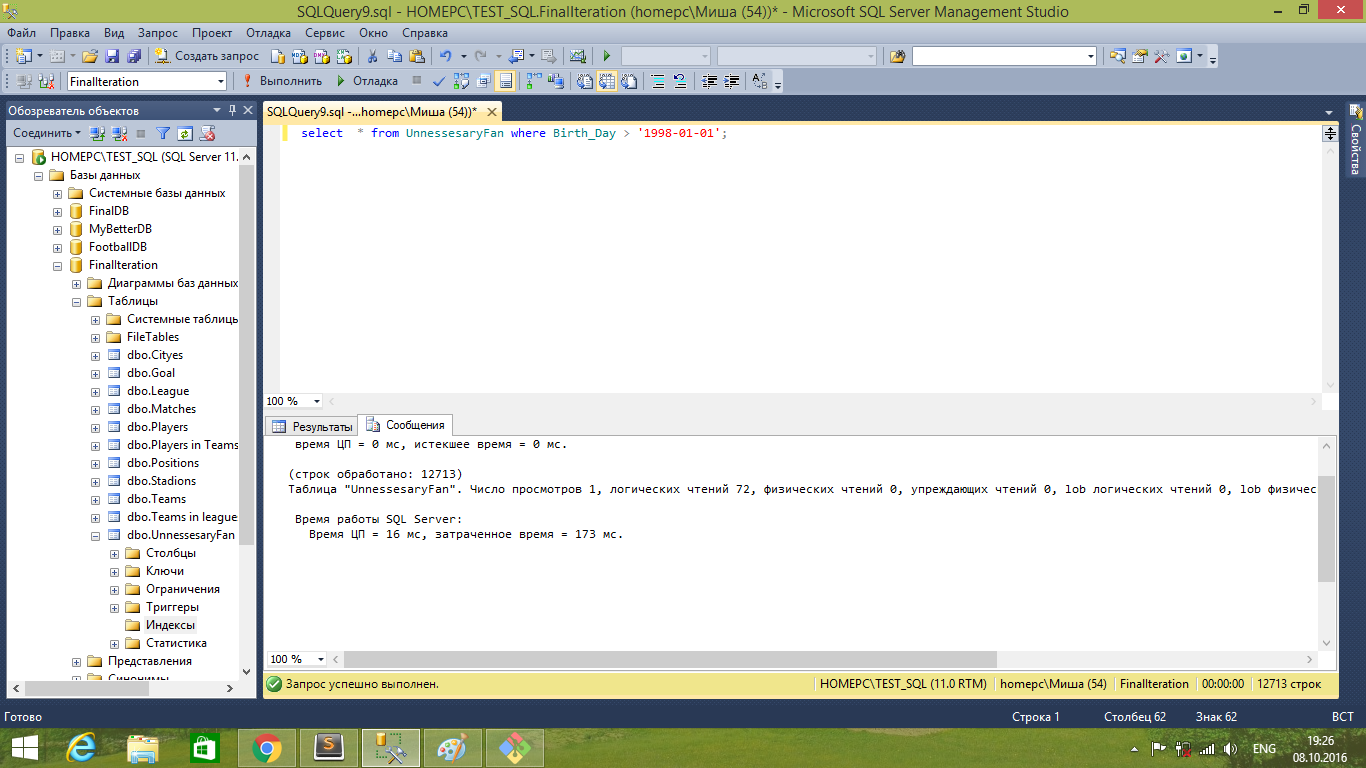 SQLQuery9.sql - HOMEPC\TEST_SQL.FinalIteration (homepc\Миша (54))* - Microsoft SQL Server Management Studio
Файл Правка Вид Запрос Проект Отладка Сервис Окно Справка
Создать запрос
FinalIteration Выполнить Отладка
Обозреватель объектов
Соединить
HOMEPC\TEST_SQL (SQL Server 11.
Базы данных
Системные базы данных
FinalDB
MyBetterDB
FootballDB
FinalIteration
Диаграммы баз данных
Таблицы
Системные таблицы
FileTables
dbo.Cityes
dbo.Goal
dbo.League
dbo.Matches
dbo.Players
dbo.Players in Teams
dbo.Positions
dbo.Stadions
dbo.Teams
dbo.Teams in league
dbo.UnnessesaryFan
Столбцы
Ключи
Ограничения
Триггеры
Индексы
Статистика
Представления
Синонимы
SQLQuery9.sql -...homepc\Миша (54))*
select * from UnnessesaryFan where Birth_Day > '1998-01-01';
100 %
Результаты Сообщения
время ЦП = 0 мс, истекшее время = 0 мс.
(строк обработано: 12713)
Таблица "UnnessesaryFan". Число просмотров 1, логических чтений 72, физических чтений 0, упреждающих чтений 0, lob логических чтений 0, lob физичес
Время работы SQL Server:
Время ЦП = 16 мс, затраченное время = 173 мс.
100 %
Запрос успешно выполнен. HOMEPC\TEST_SQL (11.0 RTM) homepc\Миша (54) FinalIteration 00:00:00 12713 строк
Свойства
Готово Строка 1 Столбец 62 Знак 62 ВСТ
ENG
19:26
08.10.2016